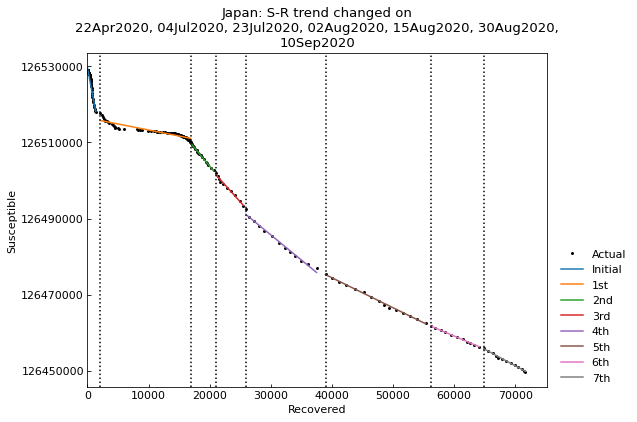 Japan: S-R trend changed on
22Apr2020, 04Jul2020, 23Jul2020, 02Aug2020, 15Aug2020, 30Aug2020,
10Sep2020
126530000
126510000
126490000
126470000
126450000
Susceptible
0
10000
20000
30000
40000
50000
60000
70000
Recovered
Actual
Initial
1st
2nd
3rd
4th
5th
6th
7th